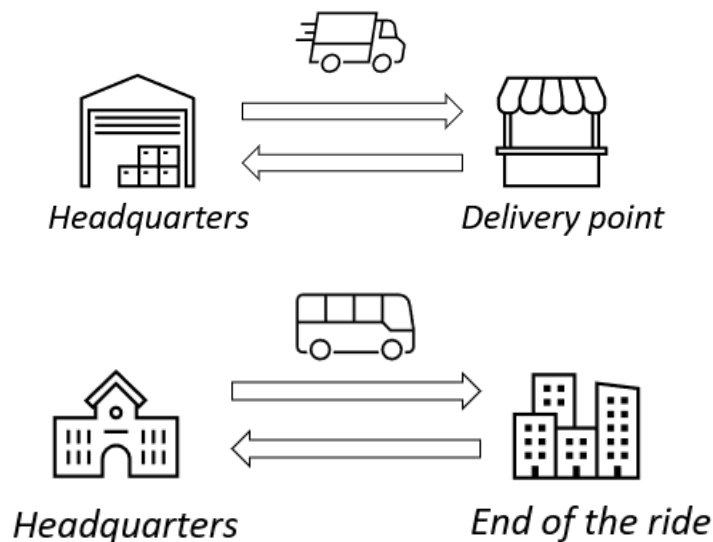 Headquarters
Delivery point
Headquarters
End of the ride